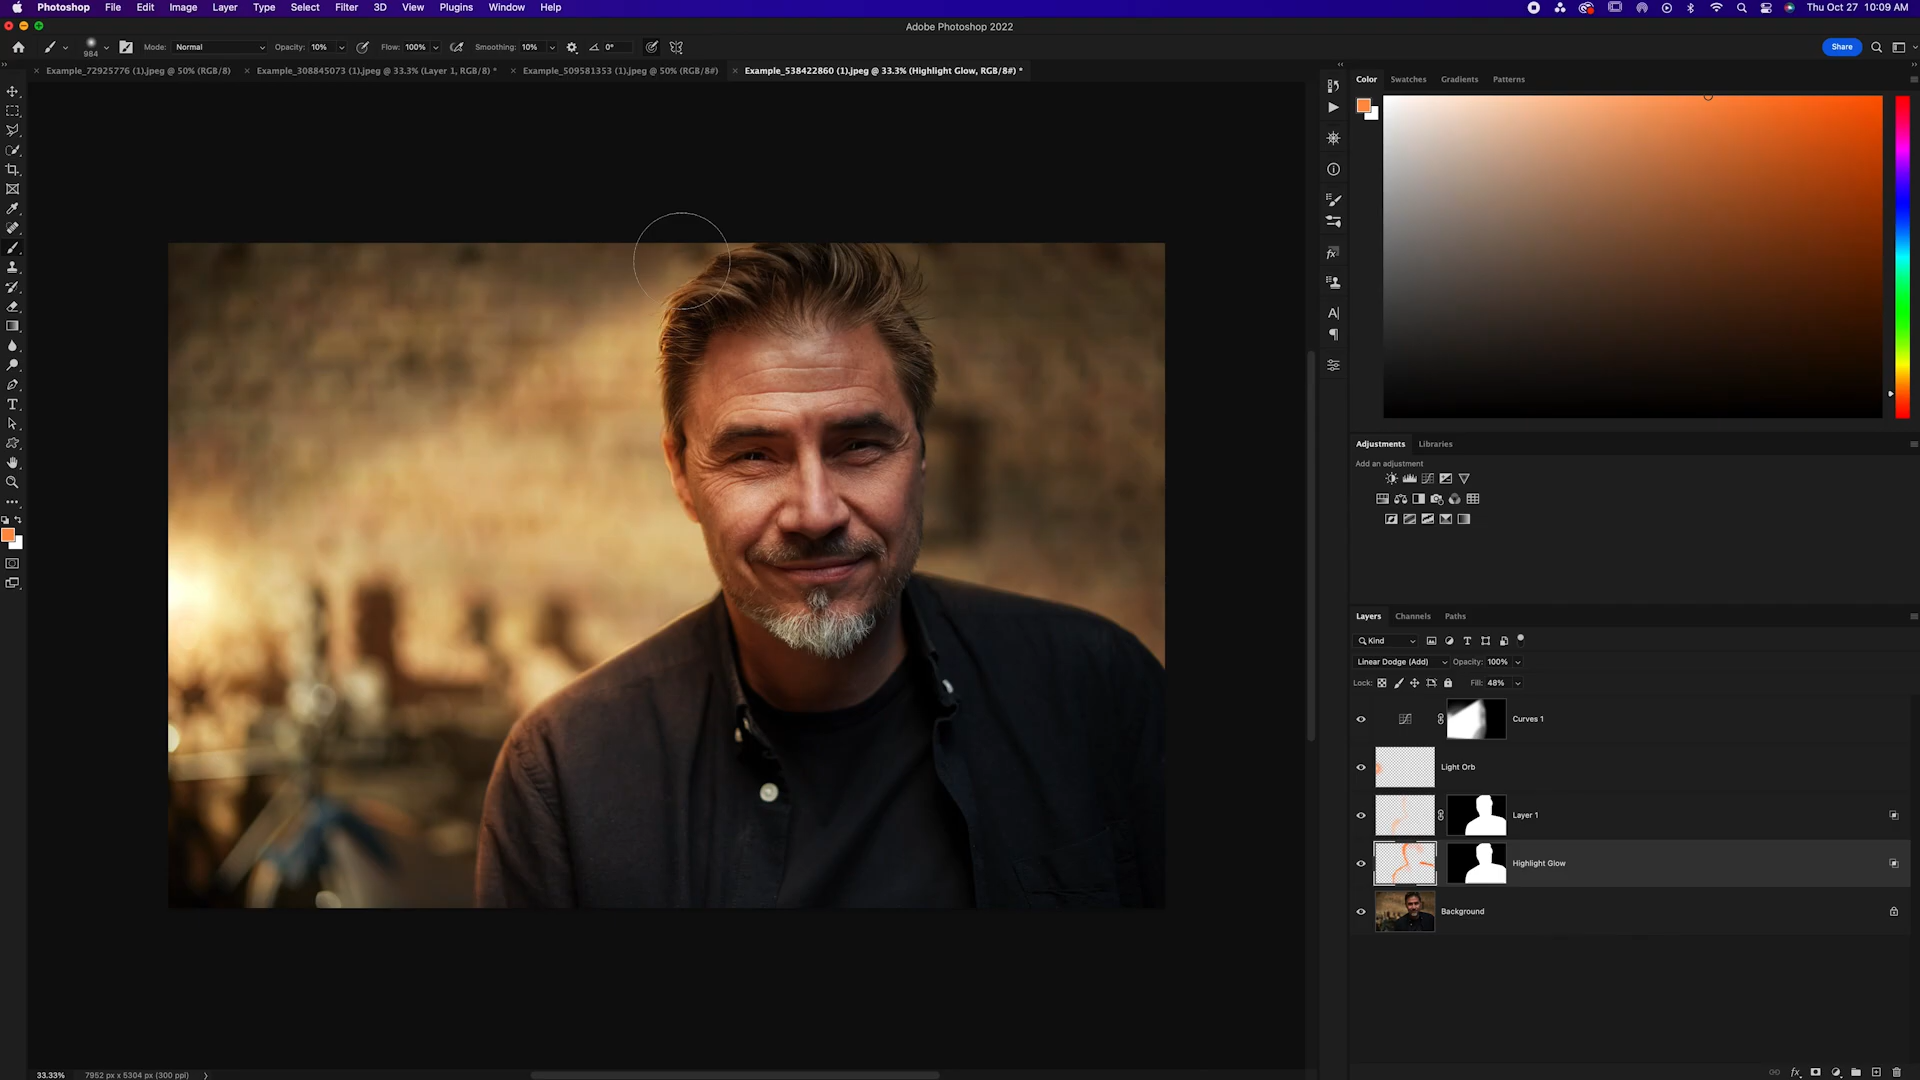 Photoshop File Edit Image Layer Type Select Filter 3D View Plugins Window Help Thu Oct 27 10:09 AM
Adobe Photoshop 2022
984 Mode: Normal Opacity: 10% Flow: 100% Smoothing: 10% 0° Share
Example_72925776 (1).jpeg @ 50% (RGB/8) Example_308845073 (1).jpeg @ 33.3% (Layer 1, RGB/8) * Example_509581353 (1).jpeg @ 50% (RGB/8#) Example_538422860 (1).jpeg @ 33.3% (Highlight Glow, RGB/8#) *
Color Swatches Gradients Patterns
Adjustments Libraries
Add an adjustment
Layers Channels Paths
Kind
Linear Dodge (Add) Opacity: 100%
Lock: Fill: 48%
Curves 1
Light Orb
Layer 1
Highlight Glow
Background
33.33% 7952 px x 5304 px (300 ppi)